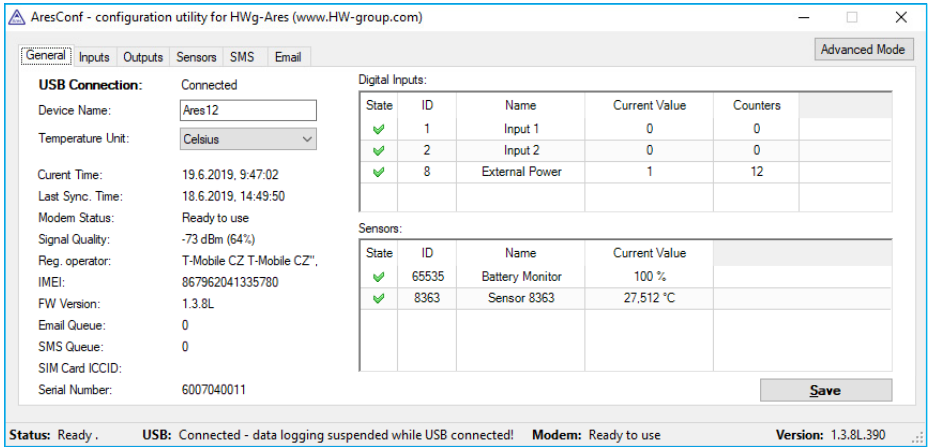 AresConf - configuration utility for HWg-Ares (www.HW-group.com)
General Inputs Outputs Sensors SMS Email
Advanced Mode
USB Connection: Connected
Device Name: Ares12
Temperature Unit: Celsius
Curent Time: 19.6.2019, 9:47:02
Last Sync. Time: 18.6.2019, 14:49:50
Modem Status: Ready to use
Signal Quality: -73 dBm (64%)
Reg. operator: T-Mobile CZ T-Mobile CZ",
IMEI: 867962041335780
FW Version: 1.3.8L
Email Queue: 0
SMS Queue: 0
SIM Card ICCID:
Serial Number: 6007040011
Digital Inputs:
State ID Name Current Value Counters
1 Input 1 0 0
2 Input 2 0 0
8 External Power 1 12
Sensors:
State ID Name Current Value
65535 Battery Monitor 100 %
8363 Sensor 8363 27,512 °C
Save
Status: Ready . USB: Connected - data logging suspended while USB connected! Modem: Ready to use Version: 1.3.8L.390